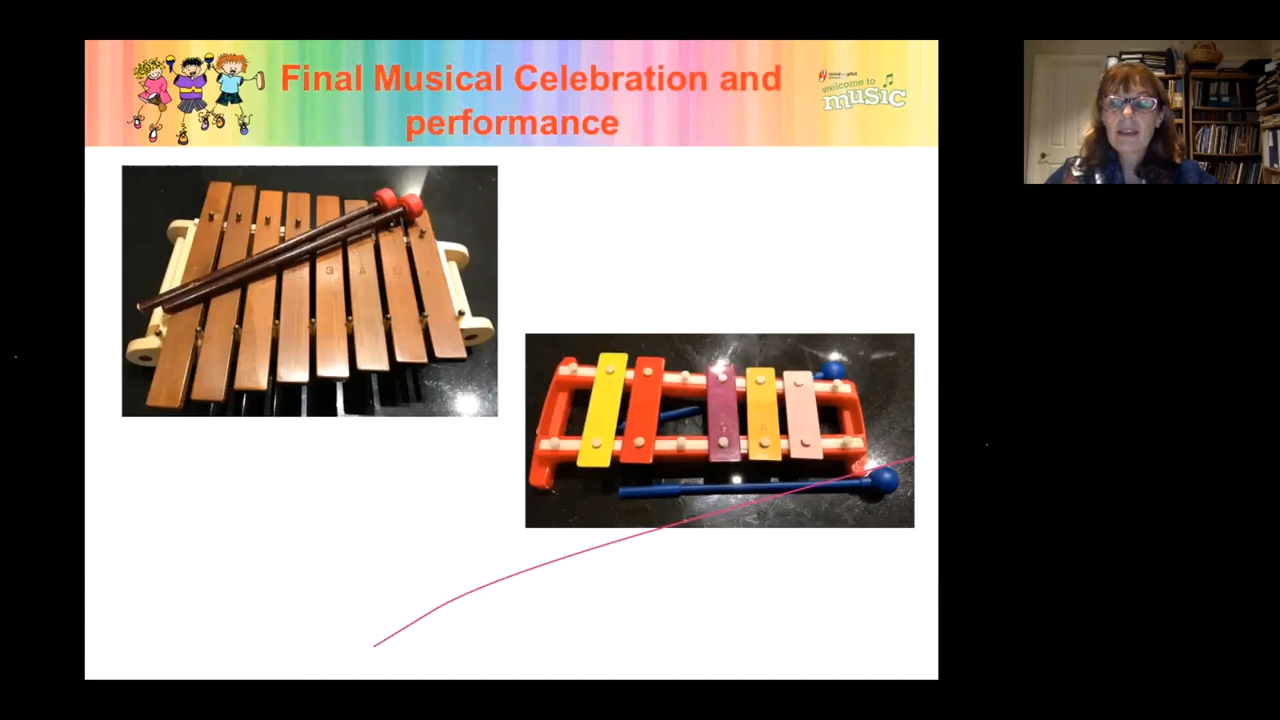 Final Musical Celebration and
performance
welcome to
music
G
A
A